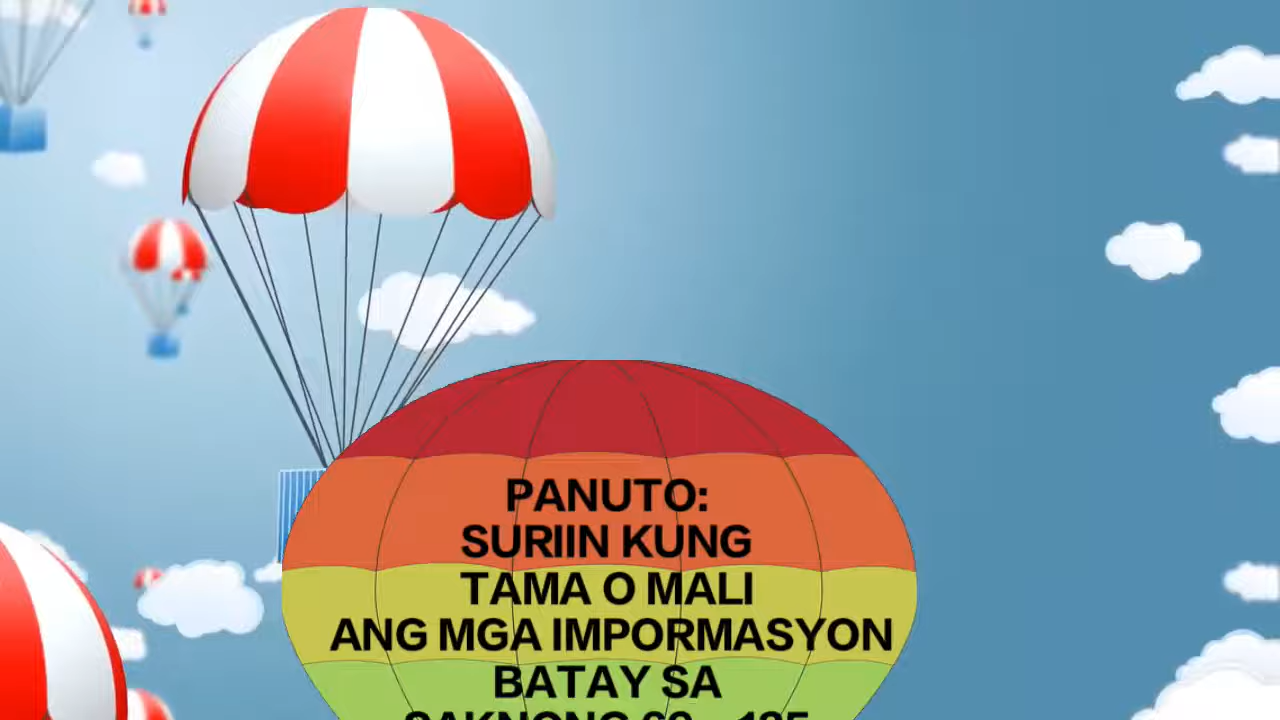 PANUTO:
SURIIN KUNG
TAMA O MALI
ANG MGA IMPORMASYON
BATAY SA